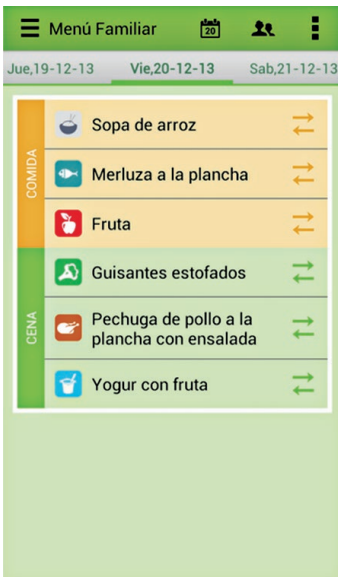 Menú Familiar
20
Jue,19-12-13
Vie,20-12-13
Sab,21-12-13
COMIDA
Sopa de arroz
Merluza a la plancha
Fruta
CENA
Guisantes estofados
Pechuga de pollo a la
plancha con ensalada
Yogur con fruta